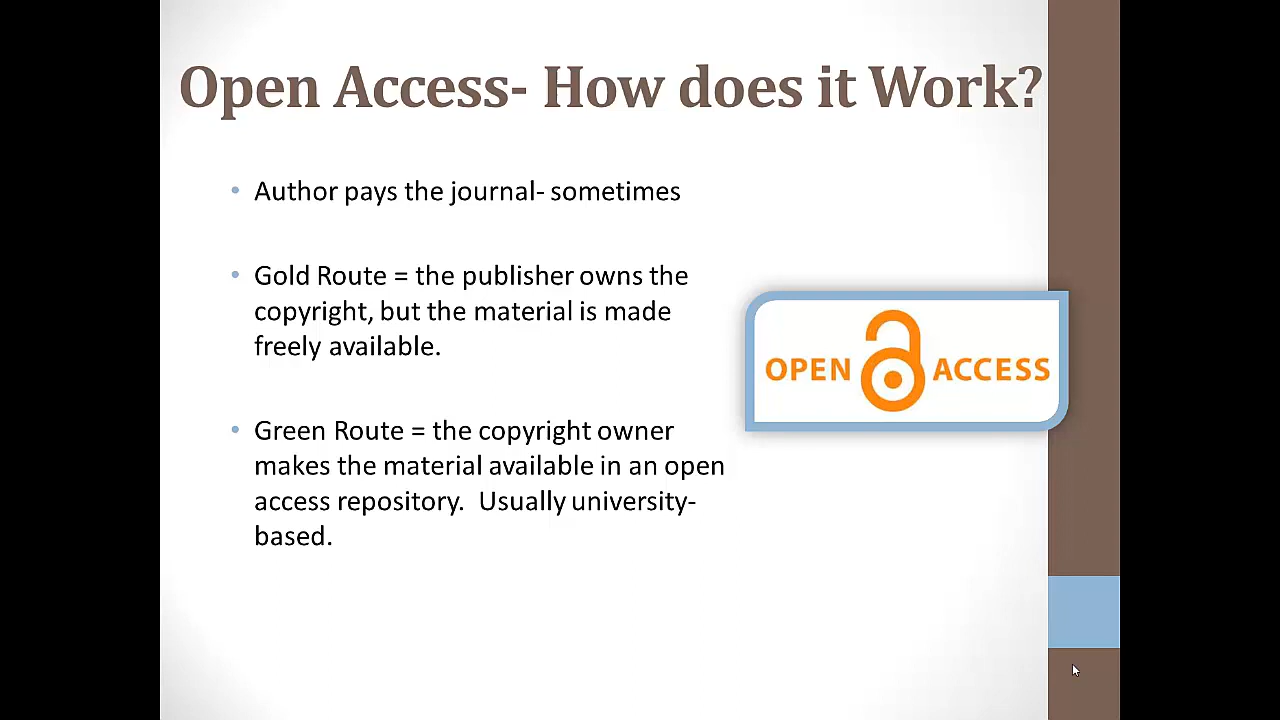 Open Access- How does it Work?
• Author pays the journal- sometimes
• Gold Route = the publisher owns the
copyright, but the material is made
freely available.
• Green Route = the copyright owner
makes the material available in an open
access repository.  Usually university-
based.
OPEN ACCESS